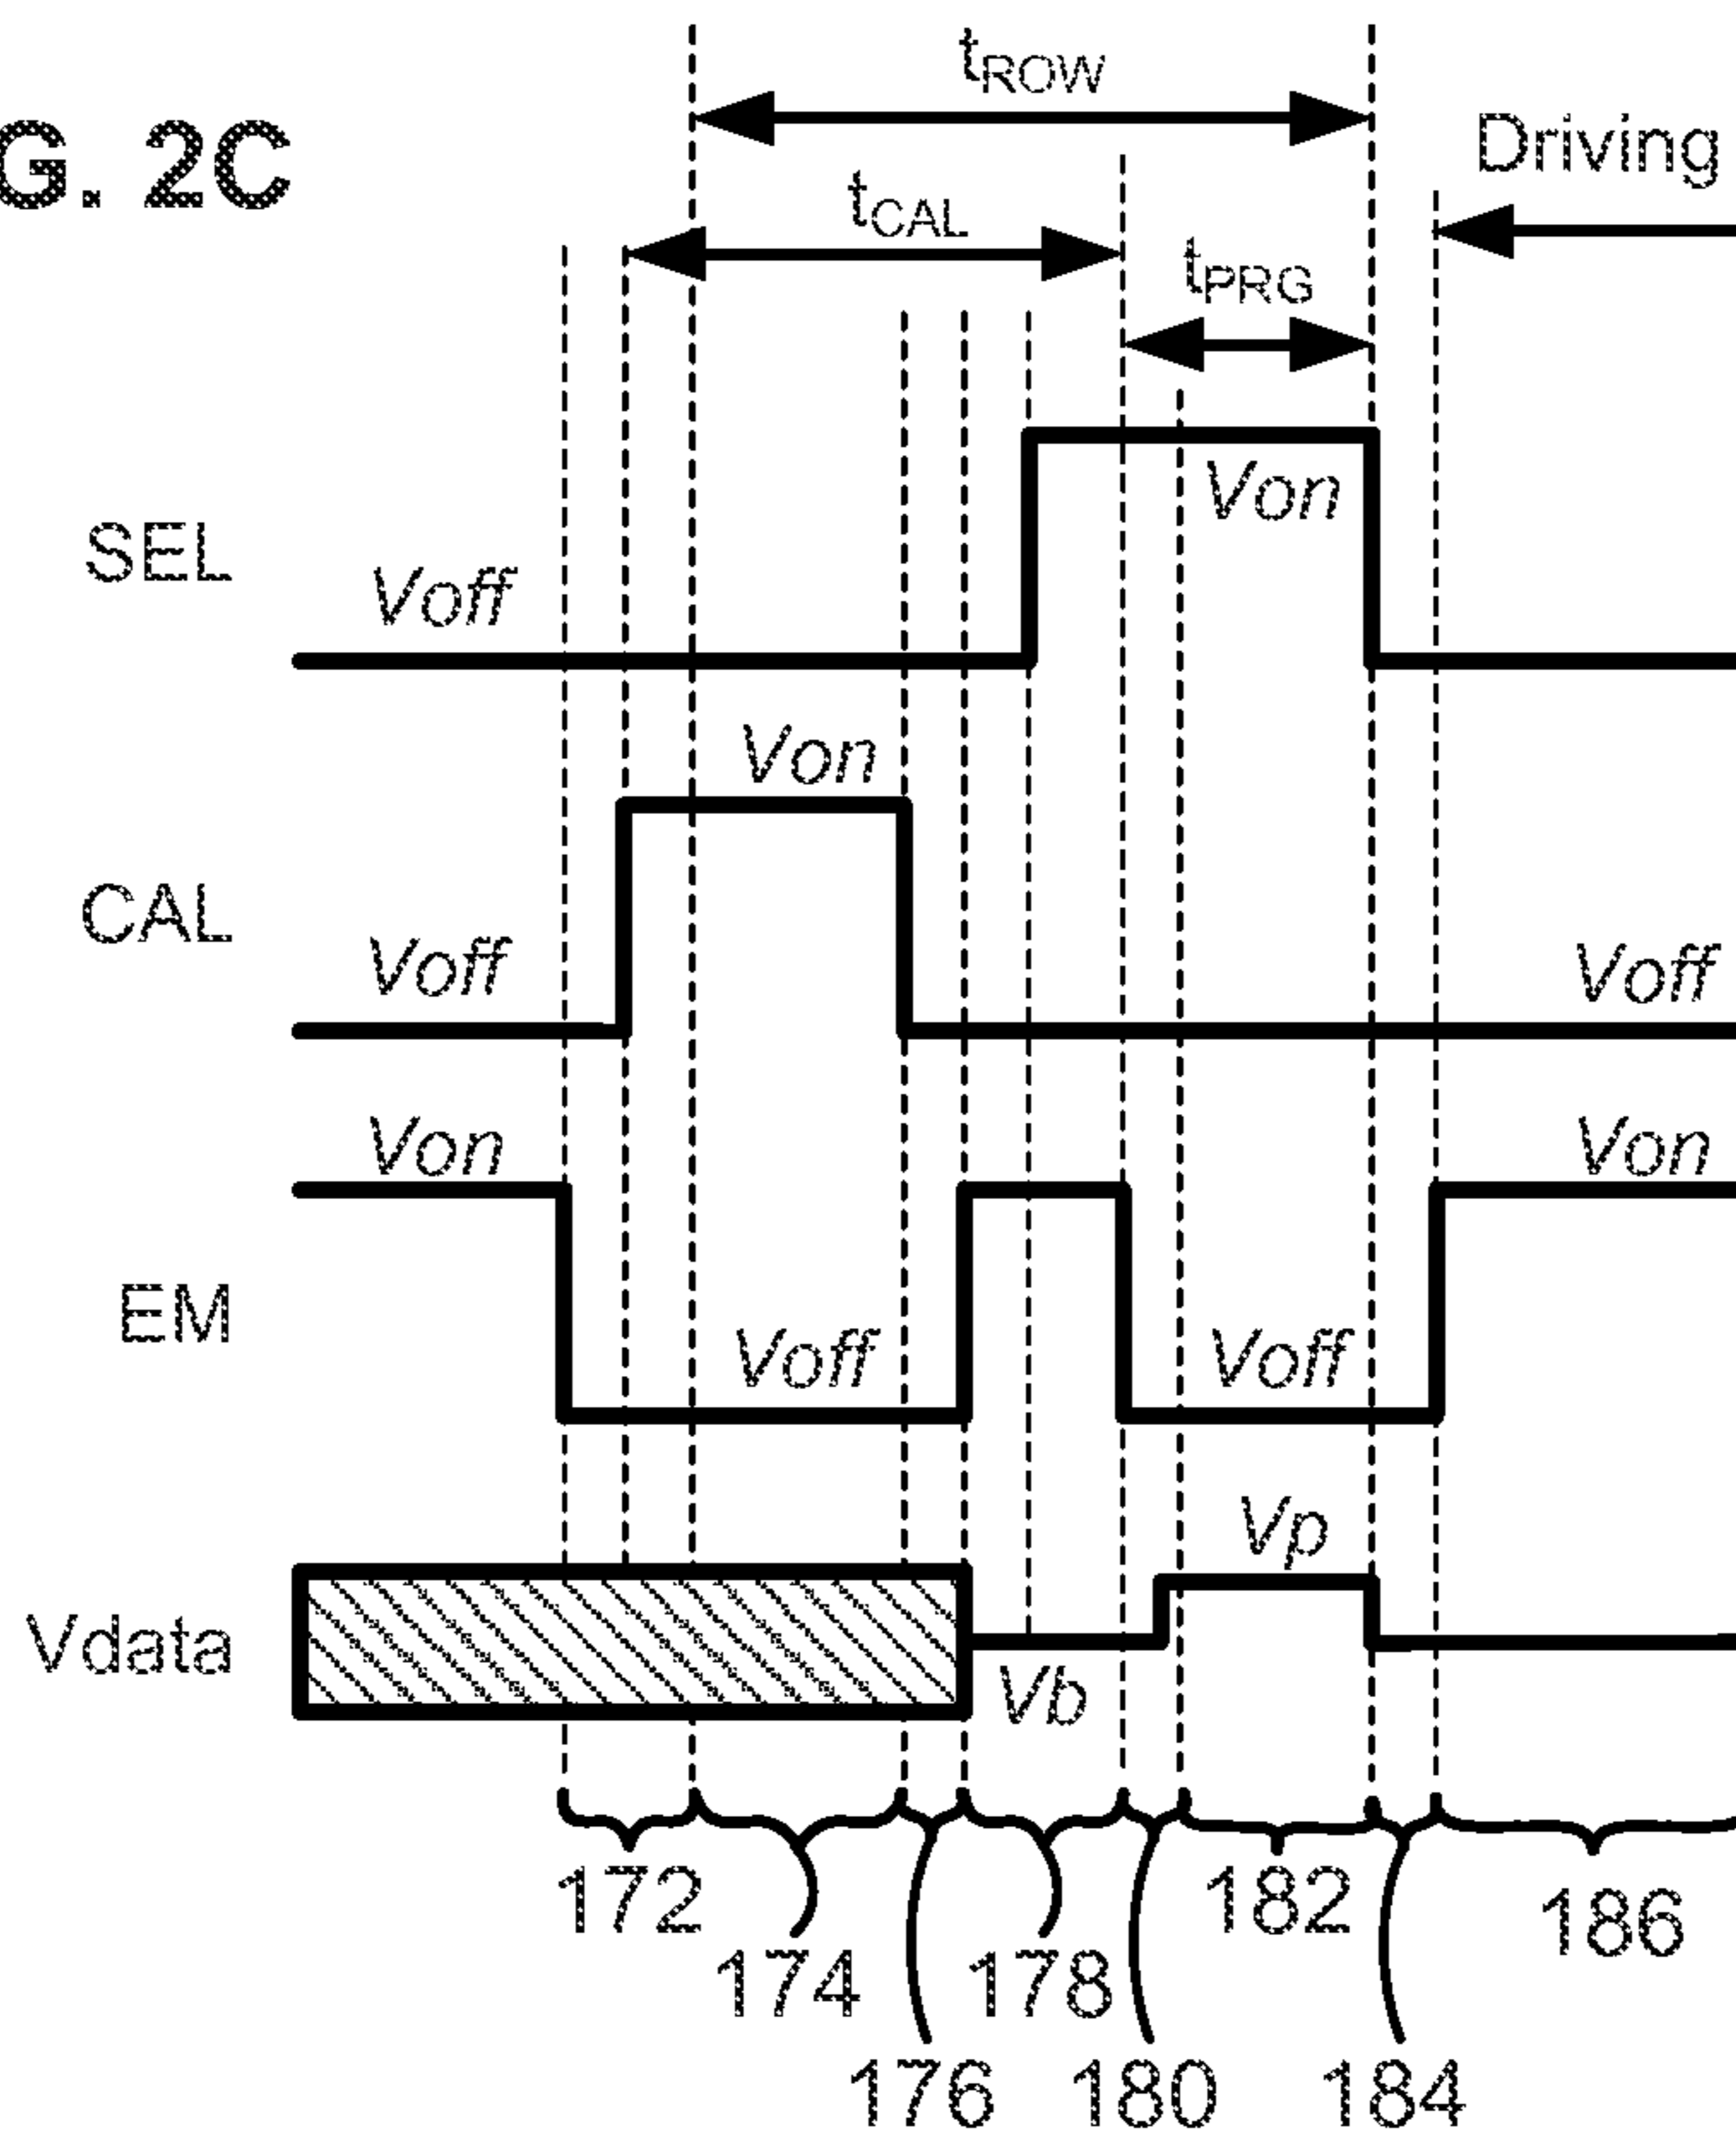 G. 2C
tROW
Driving
tCAL
tPRG
SEL
Voff
Von
CAL
Voff
Von
Voff
EM
Von
Voff
Voff
Von
Vdata
Vb
Vp
172
174
176
178
180
182
184
186